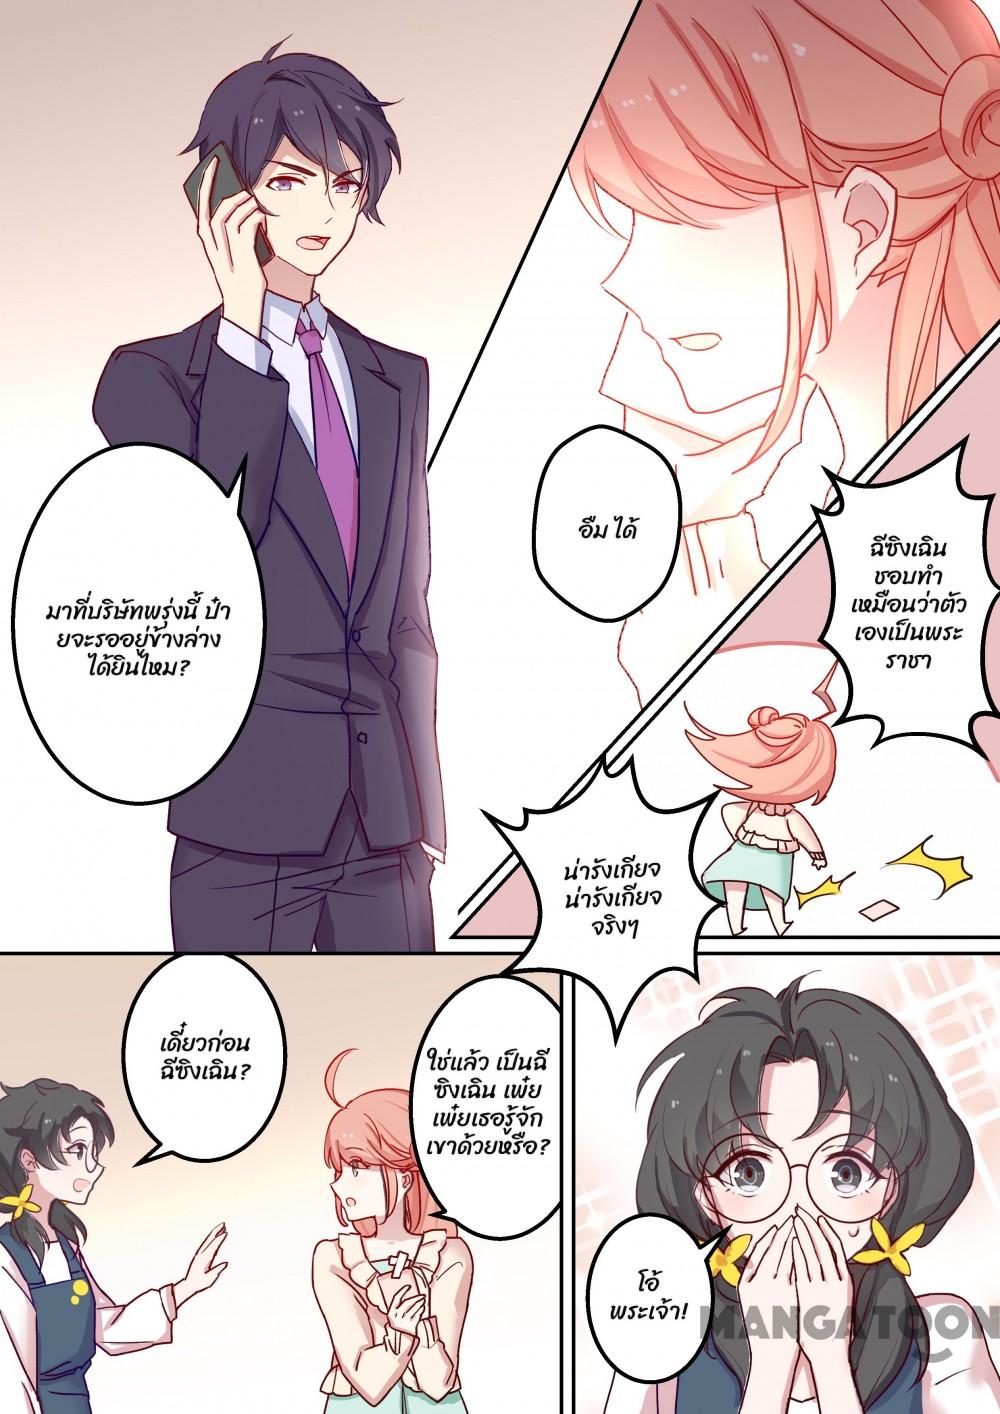 มาที่บริษัทพรุ่งนี้ ป๋า
ยจะรออยู่ข้างล่าง
ได้ยินไหม?
อืม ได้
ฉีซิงเฉิน
ชอบทำ
เหมือนว่าตัว
เองเป็นพระ
ราชา
น่ารังเกียจ
น่ารังเกียจ
จริงๆ
เดี๋ยวก่อน
ฉีซิงเฉิน?
ใช่แล้ว เป็นฉี
ซิงเฉิน เพ่ย
เพ่ยเธอรู้จัก
เขาด้วยหรือ?
โอ้
พระเจ้า!
MANGATOON